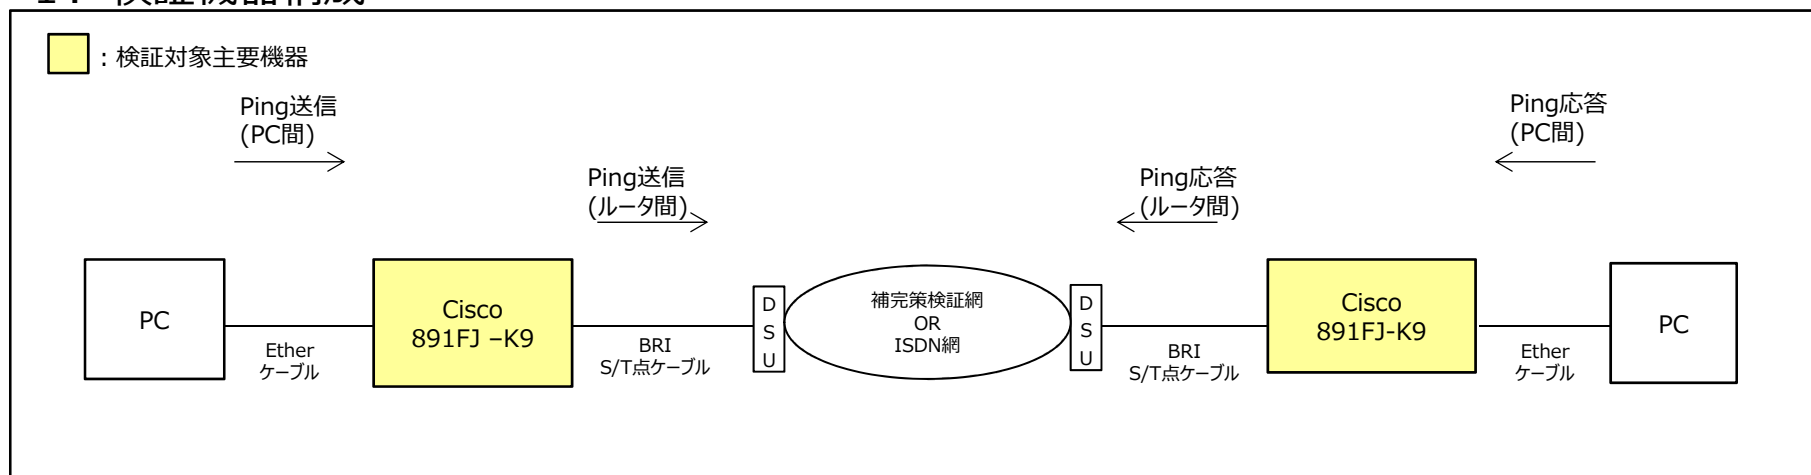 ：検証対象主要機器
Ping送信
(PC間)
Ping応答
(PC間)
Ping送信
(ルータ間)
Ping応答
(ルータ間)
PC
Ether
ケーブル
Cisco
891FJ –K9
BRI
S/T点ケーブル
D
S
U
補完策検証網
OR
ISDN網
D
S
U
BRI
S/T点ケーブル
Cisco
891FJ-K9
Ether
ケーブル
PC